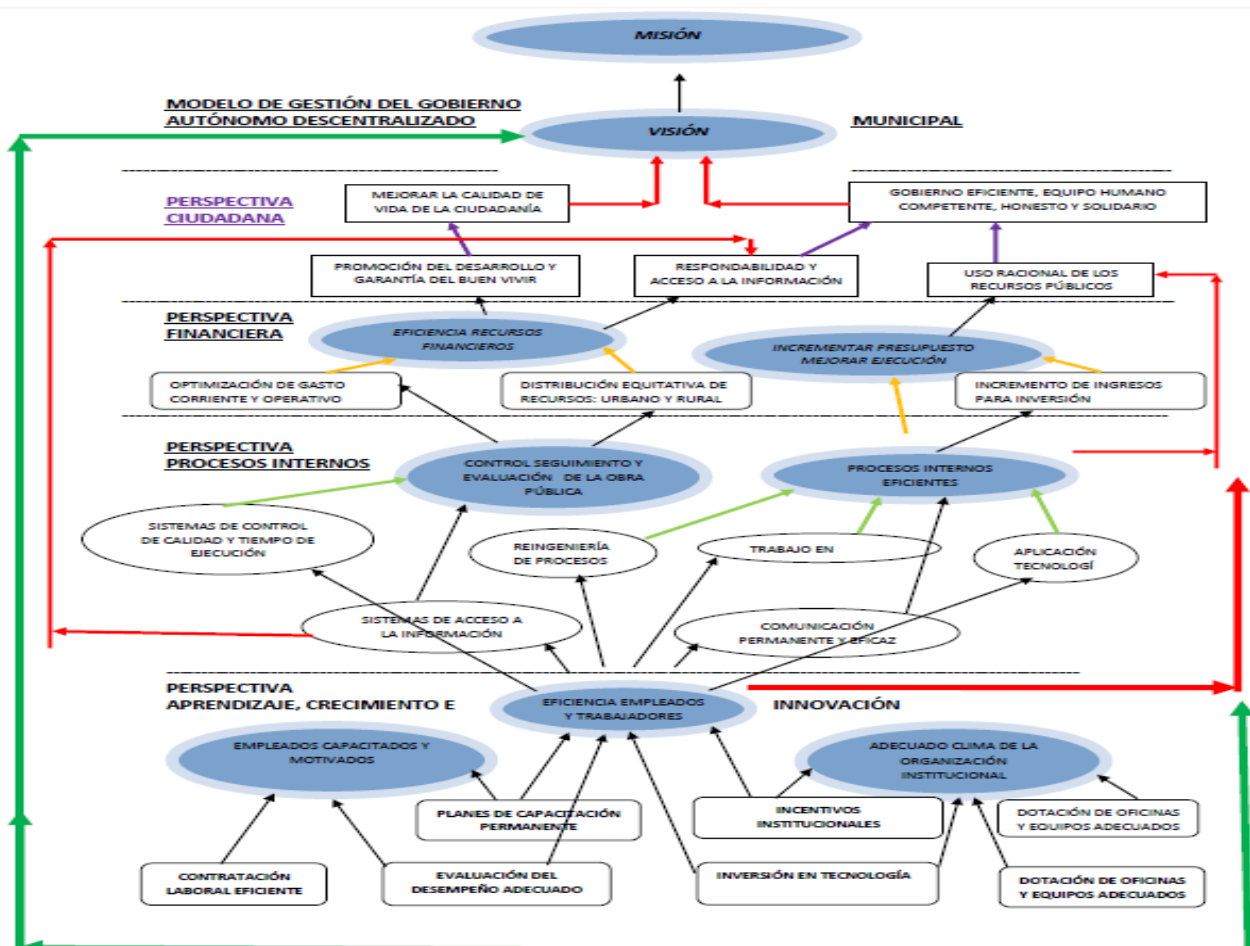 MISIÓN
MODELO DE GESTIÓN DEL GOBIERNO
AUTÓNOMO DESCENTRALIZADO
VISIÓN
MUNICIPAL
PERSPECTIVA
CIUDADANA
MEJORAR LA CALIDAD DE
VIDA DE LA CIUDADANÍA
GOBIERNO EFICIENTE, EQUIPO HUMANO
COMPETENTE, HONESTO Y SOLIDARIO
PROMOCIÓN DEL DESARROLLO Y
GARANTÍA DEL BUEN VIVIR
RESPONDABILIDAD Y
ACCESO A LA INFORMACIÓN
USO RACIONAL DE LOS
RECURSOS PÚBLICOS
PERSPECTIVA
FINANCIERA
EFICIENCIA RECURSOS
FINANCIEROS
INCREMENTAR PRESUPUESTO
MEJORAR EJECUCIÓN
OPTIMIZACIÓN DE GASTO
CORRIENTE Y OPERATIVO
DISTRIBUCIÓN EQUITATIVA DE
RECURSOS: URBANO Y RURAL
INCREMENTO DE INGRESOS
PARA INVERSIÓN
PERSPECTIVA
PROCESOS INTERNOS
CONTROL SEGUIMIENTO Y
EVALUACIÓN DE LA OBRA
PÚBLICA
PROCESOS INTERNOS
EFICIENTES
SISTEMAS DE CONTROL
DE CALIDAD Y TIEMPO DE
EJECUCIÓN
REINGENIERÍA
DE PROCESOS
TRABAJO EN
APLICACIÓN
TECNOLOGÍ
SISTEMAS DE ACCESO A
LA INFORMACIÓN
COMUNICACIÓN
PERMANENTE Y EFICAZ
PERSPECTIVA
APRENDIZAJE, CRECIMIENTO E
EFICIENCIA EMPLEADOS
Y TRABAJADORES
INNOVACIÓN
EMPLEADOS CAPACITADOS Y
MOTIVADOS
ADECUADO CLIMA DE LA
ORGANIZACIÓN
INSTITUCIONAL
PLANES DE CAPACITACIÓN
PERMANENTE
INCENTIVOS
INSTITUCIONALES
DOTACIÓN DE OFICINAS
Y EQUIPOS ADECUADOS
CONTRATACIÓN
LABORAL EFICIENTE
EVALUACIÓN DEL
DESEMPEÑO ADECUADO
INVERSIÓN EN TECNOLOGÍA
DOTACIÓN DE OFICINAS
Y EQUIPOS ADECUADOS